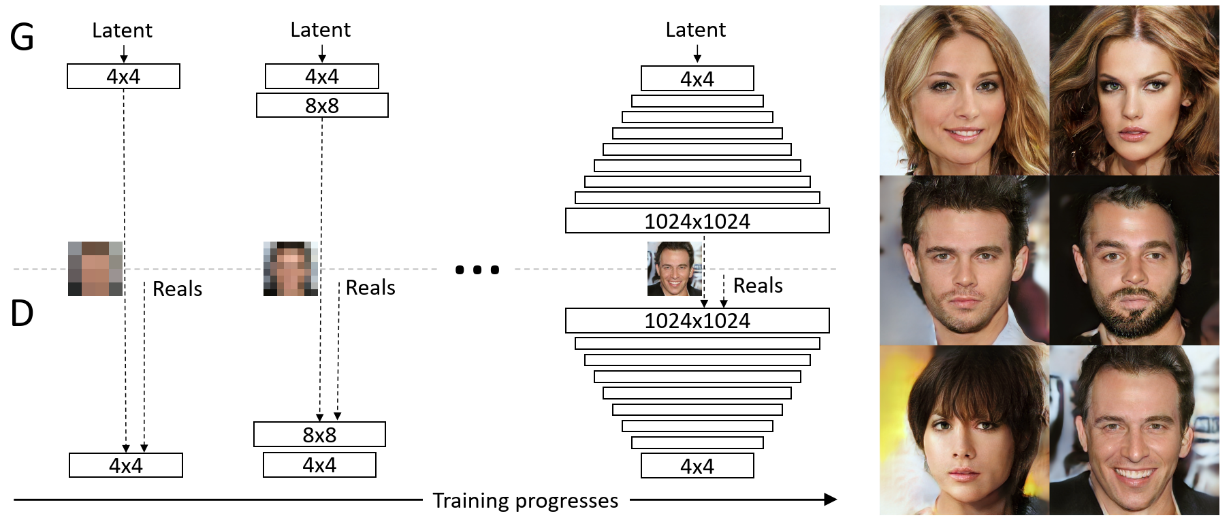 G
Latent
4x4
Reals
D
4x4
Latent
4x4
8x8
Reals
8x8
4x4
...
Latent
4x4
1024x1024
Reals
1024x1024
4x4
Training progresses